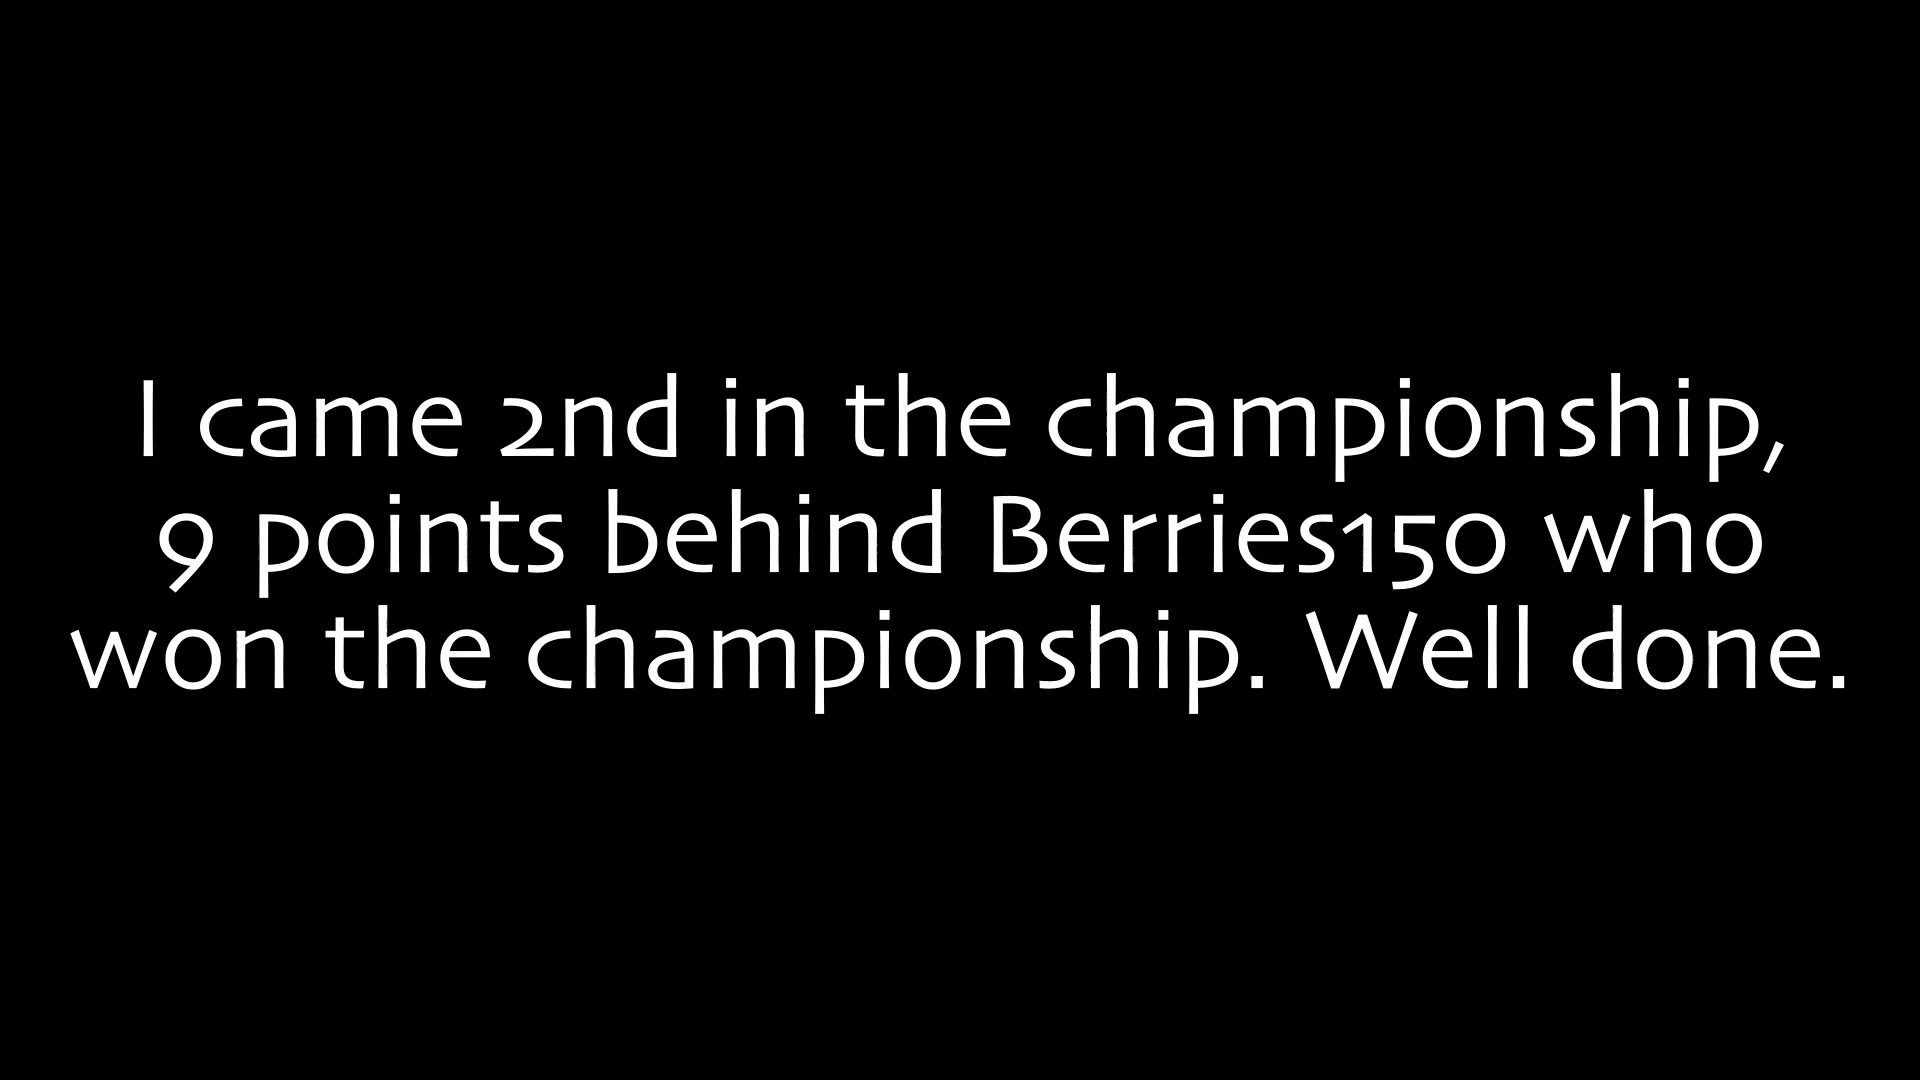 I came 2nd in the championship,
9 points behind Berries150 who
won the championship. Well done.